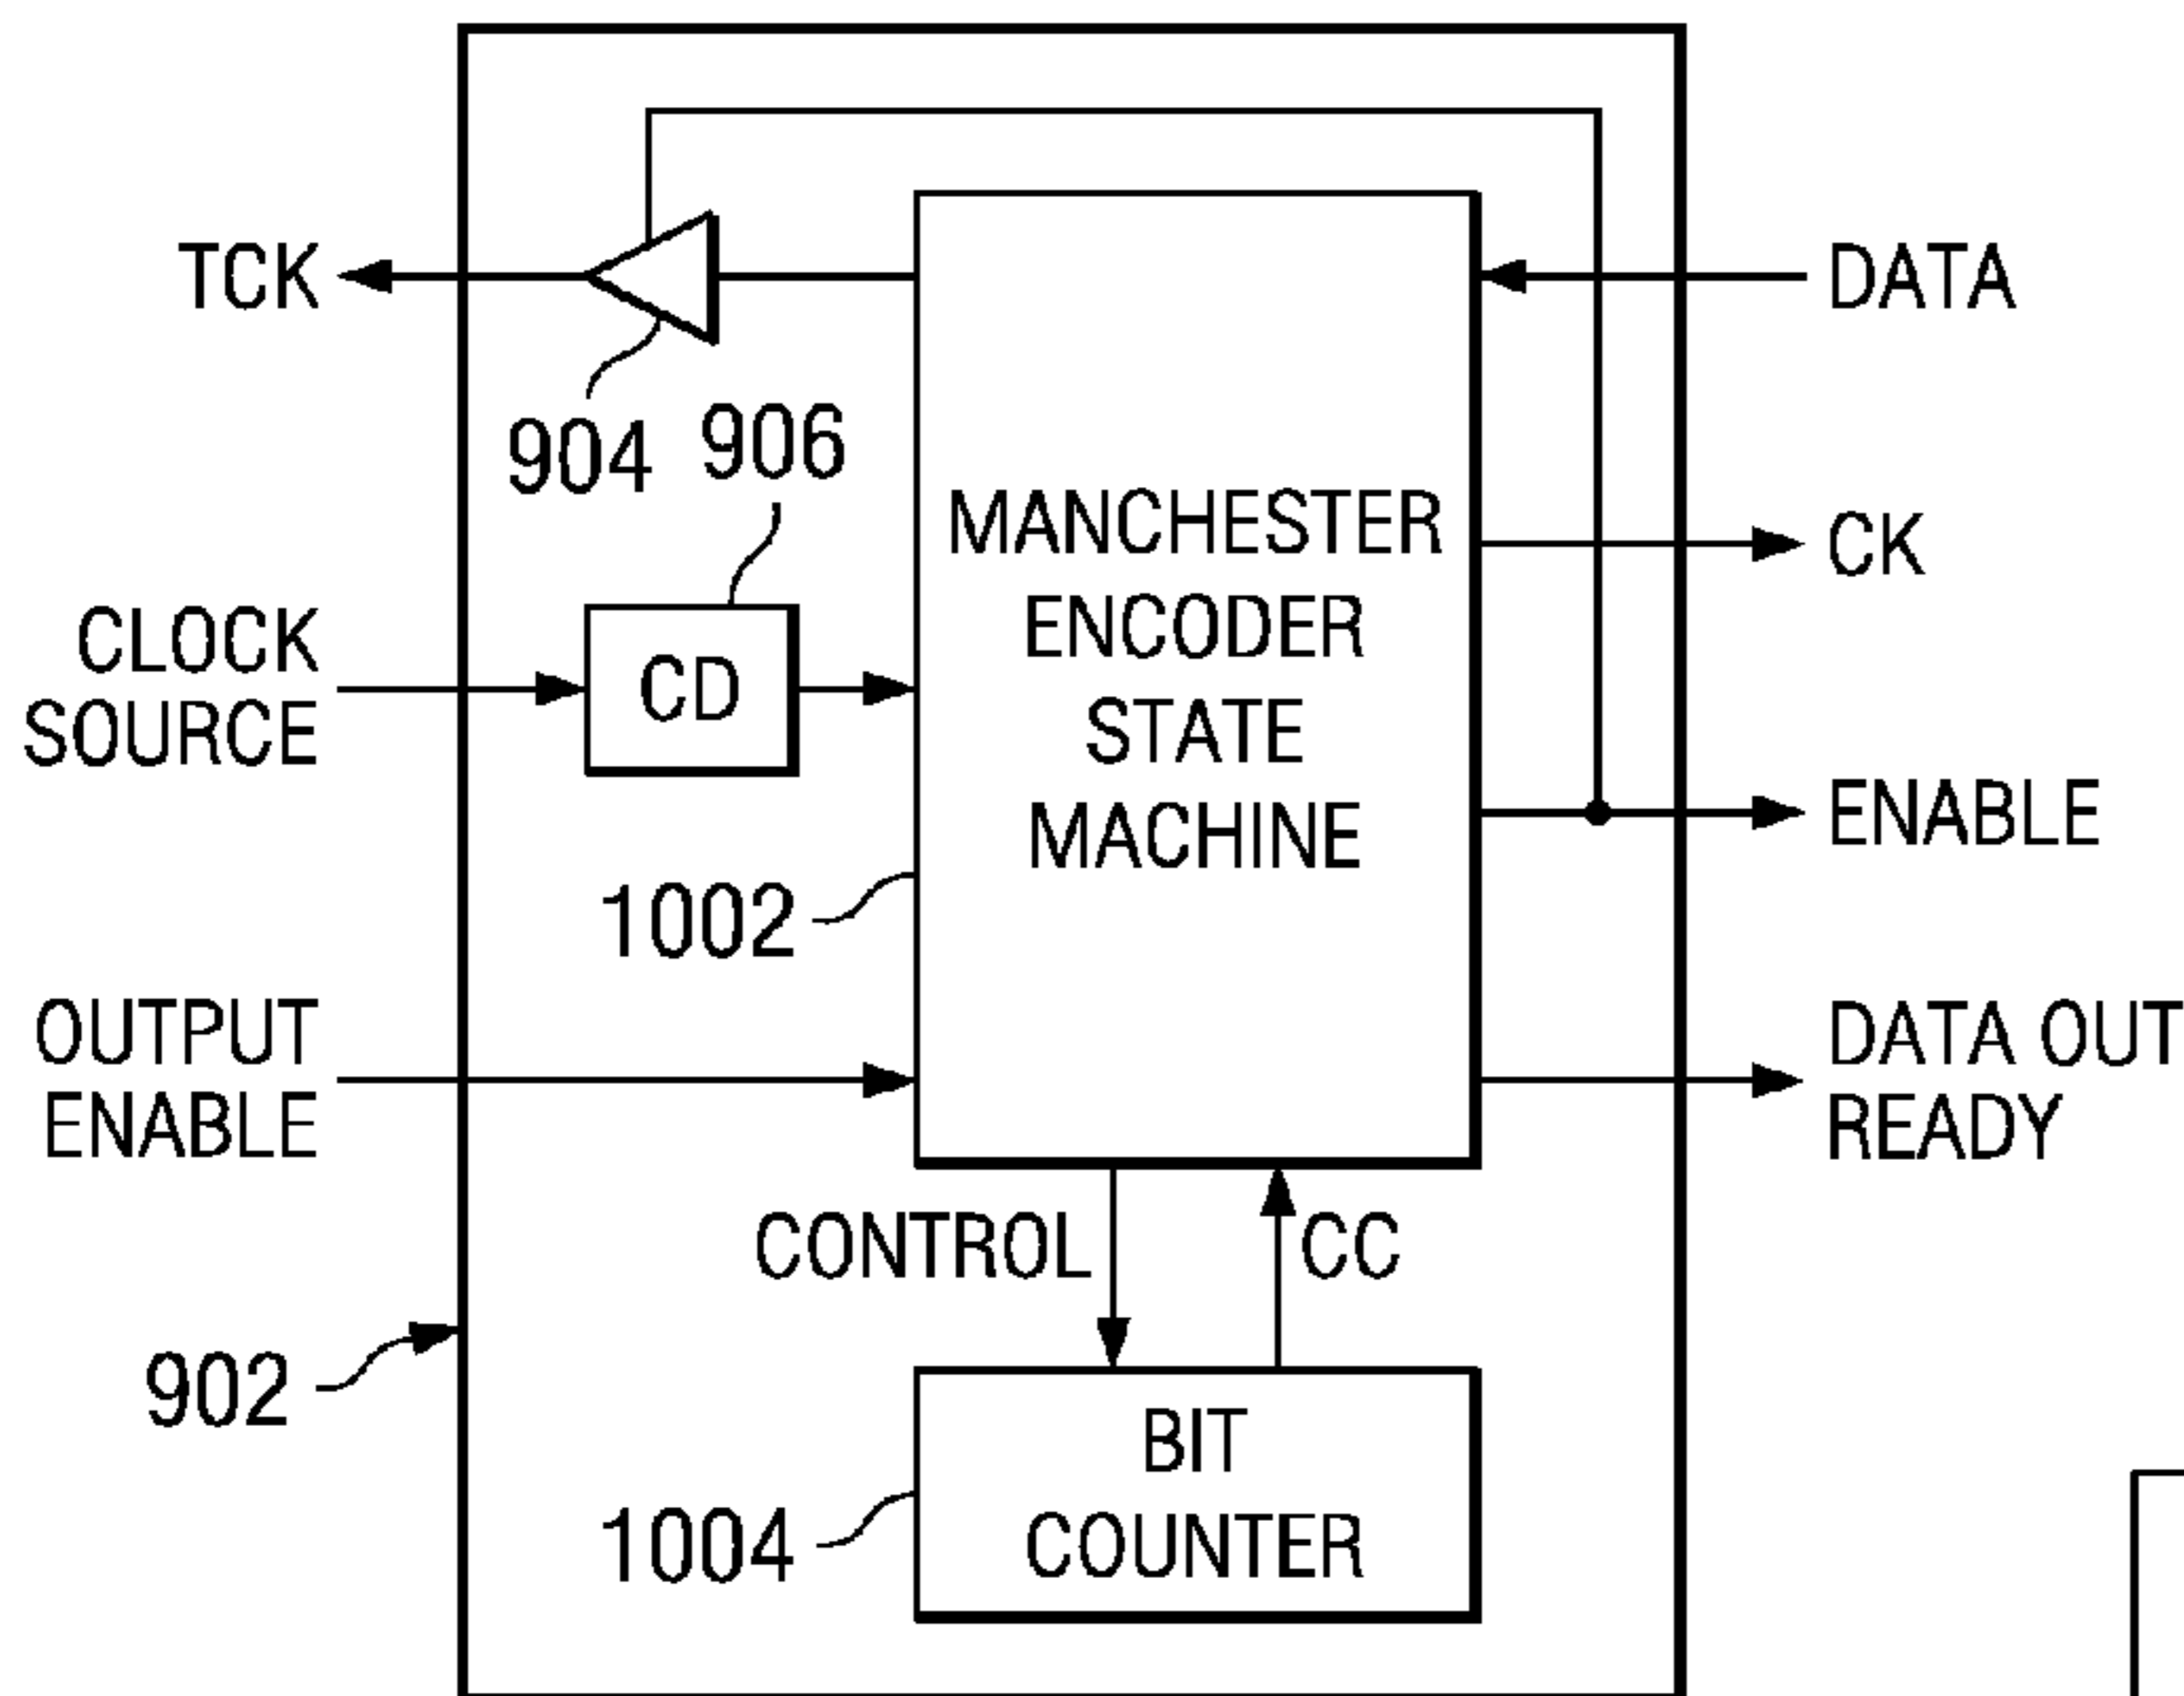 TCK
DATA
904
906
MANCHESTER
ENCODER
STATE
MACHINE
CK
CLOCK
SOURCE
CD
ENABLE
1002
OUTPUT
ENABLE
DATA OUT
READY
CONTROL
CC
902
BIT
COUNTER
1004